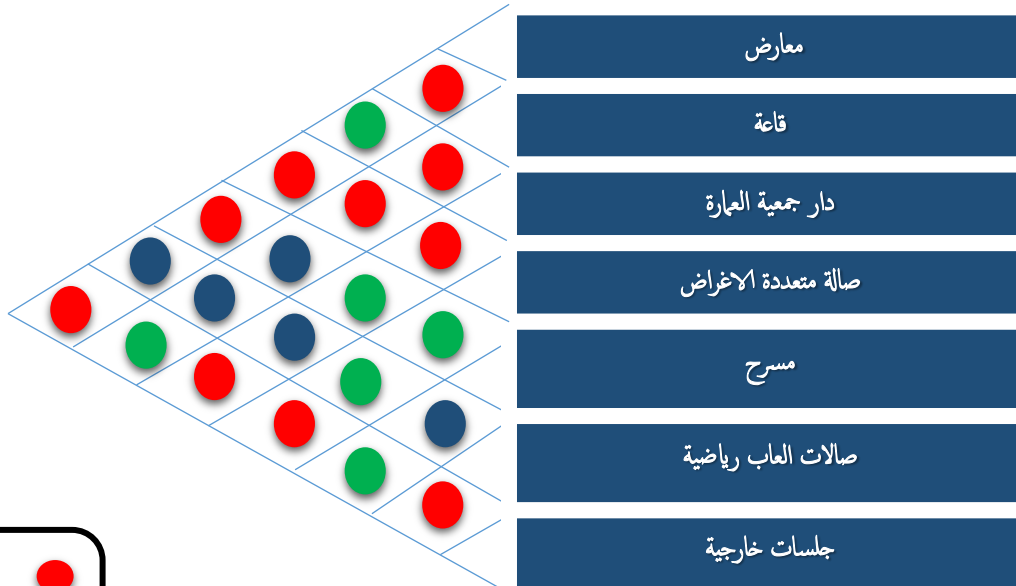 معارض
قاعة
دار جمعية العمارة
صالة متعددة الاغراض
مسرح
صالات العاب رياضية
جلسات خارجية